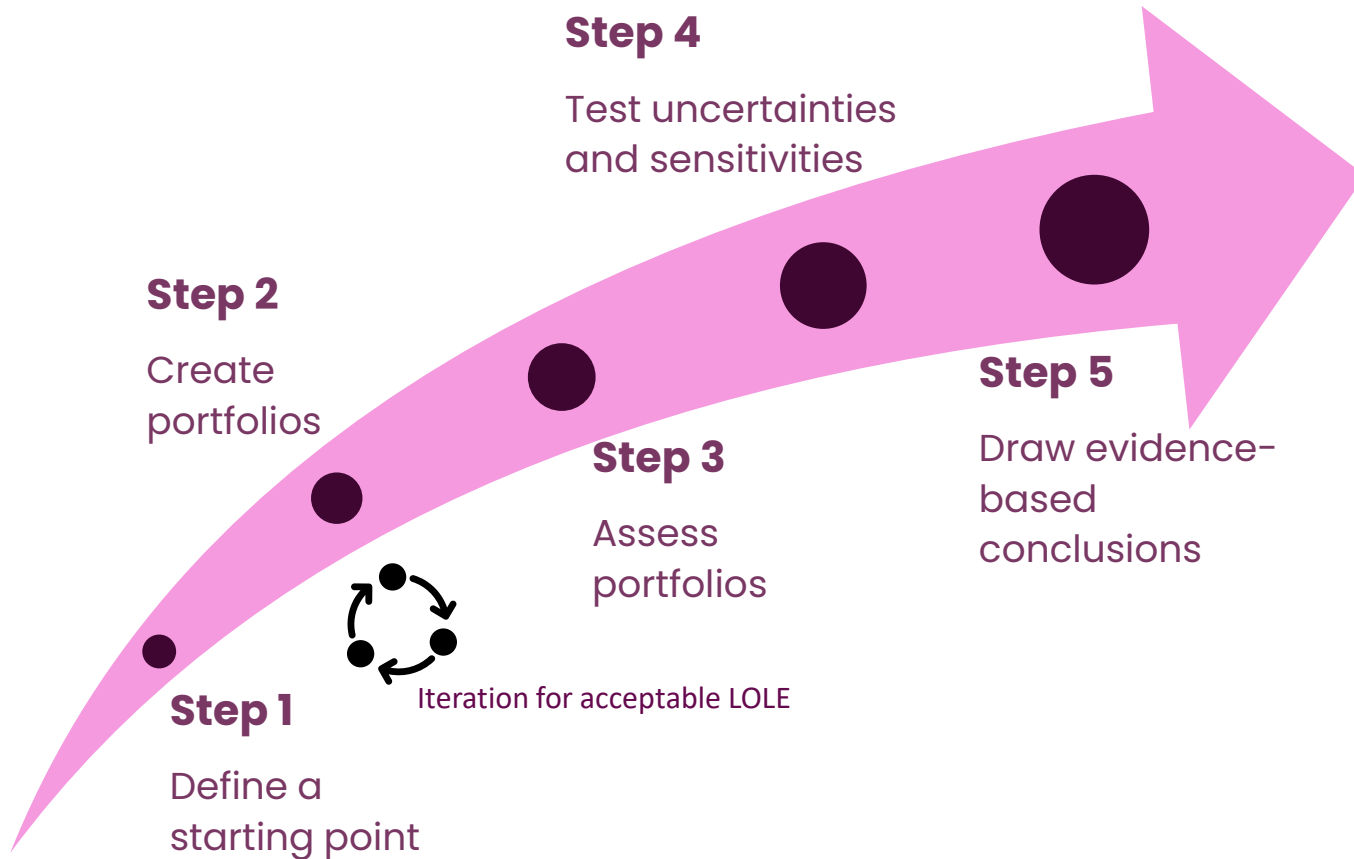 Step 1
Define a
starting point
Step 2
Create
portfolios
Iteration for acceptable LOLE
Step 3
Assess
portfolios
Step 4
Test uncertainties
and sensitivities
Step 5
Draw evidence-
based
conclusions